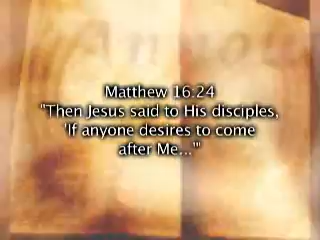 Matthew 16:24
"Then Jesus said to His disciples,
'If anyone desires to come
after Me...'"